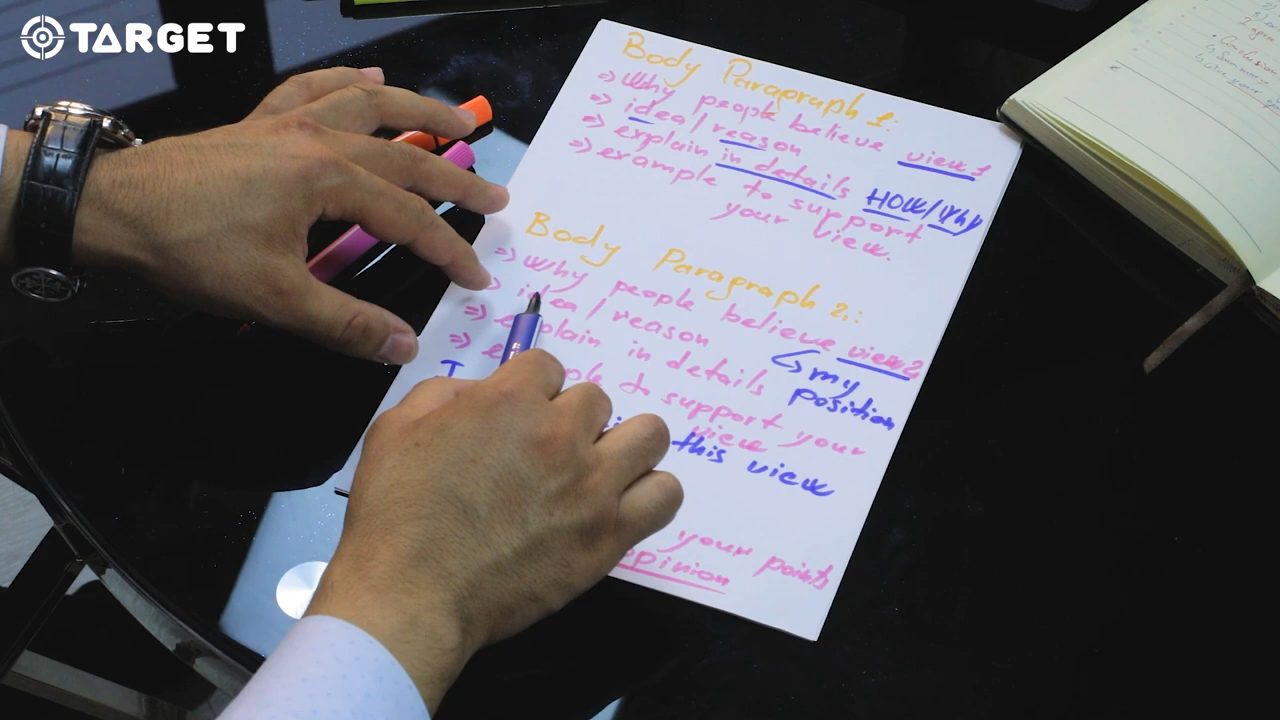 TARGET
Body Paragraph 1:
=> Why people believe view 1
=> idea/reason
=> explain in details HOW/Why
=> example to support
your view.
Body Paragraph 2:
=> Why people believe view 2
my
position
idea/reason
=> explain in details
=> to support your
view
I this view
your points
opinion
Conclusion